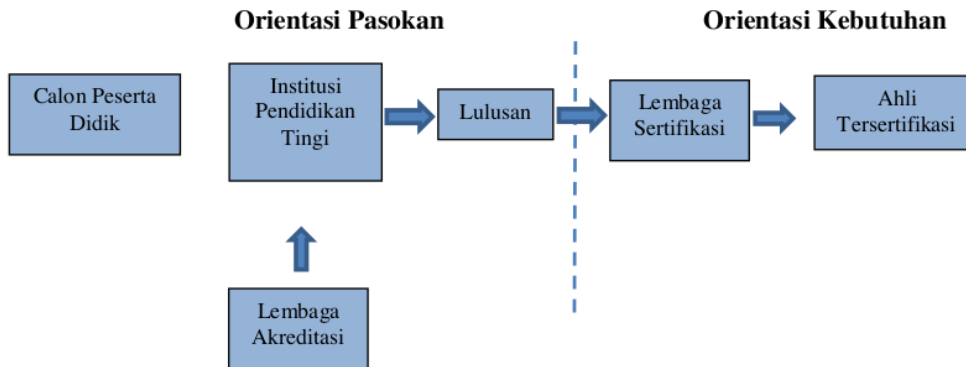 Orientasi Pasokan
Orientasi Kebutuhan
Calon Peserta
Didik
Institusi
Pendidikan
Tingi
Lulusan
Lembaga
Sertifikasi
Ahli
Tersertifikasi
Lembaga
Akreditasi